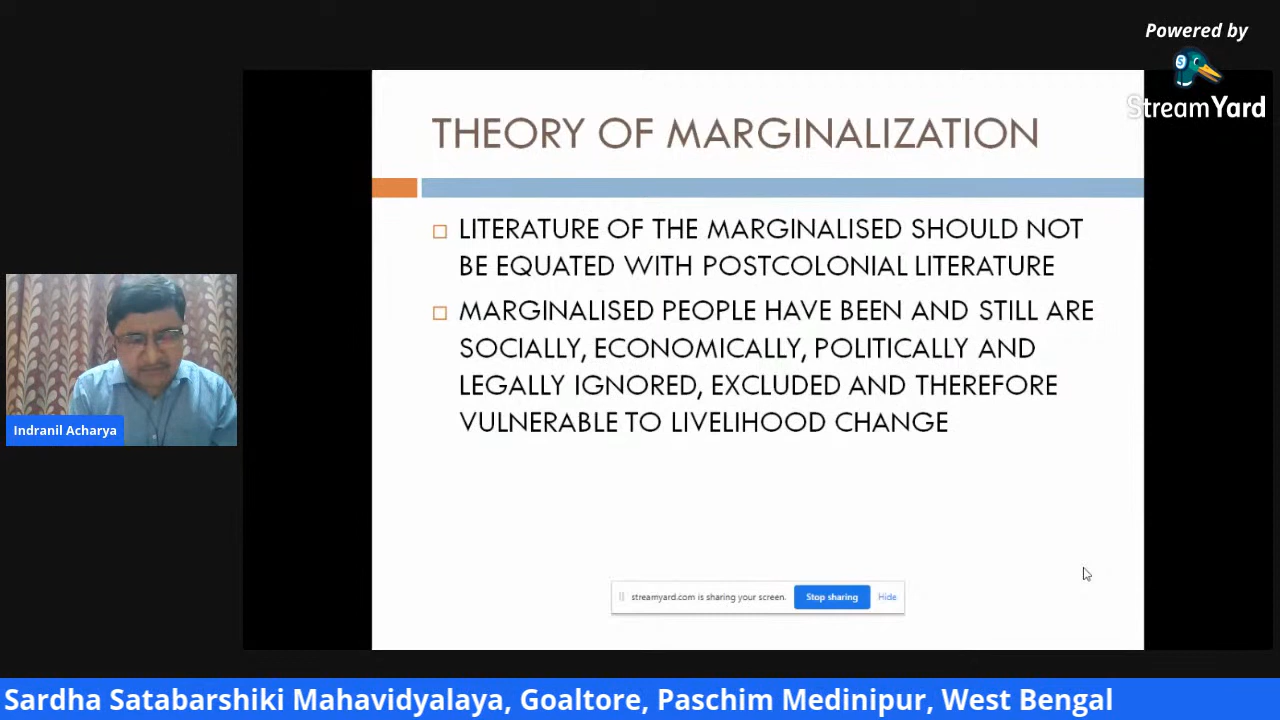 Powered by
StreamYard
THEORY OF MARGINALIZATION
LITERATURE OF THE MARGINALISED SHOULD NOT
BE EQUATED WITH POSTCOLONIAL LITERATURE
MARGINALISED PEOPLE HAVE BEEN AND STILL ARE
SOCIALLY, ECONOMICALLY, POLITICALLY AND
LEGALLY IGNORED, EXCLUDED AND THEREFORE
VULNERABLE TO LIVELIHOOD CHANGE
Indranil Acharya
streamyard.com is sharing your screen. Stop sharing Hide
Sardha Satabarshiki Mahavidyalaya, Goaltore, Paschim Medinipur, West Bengal